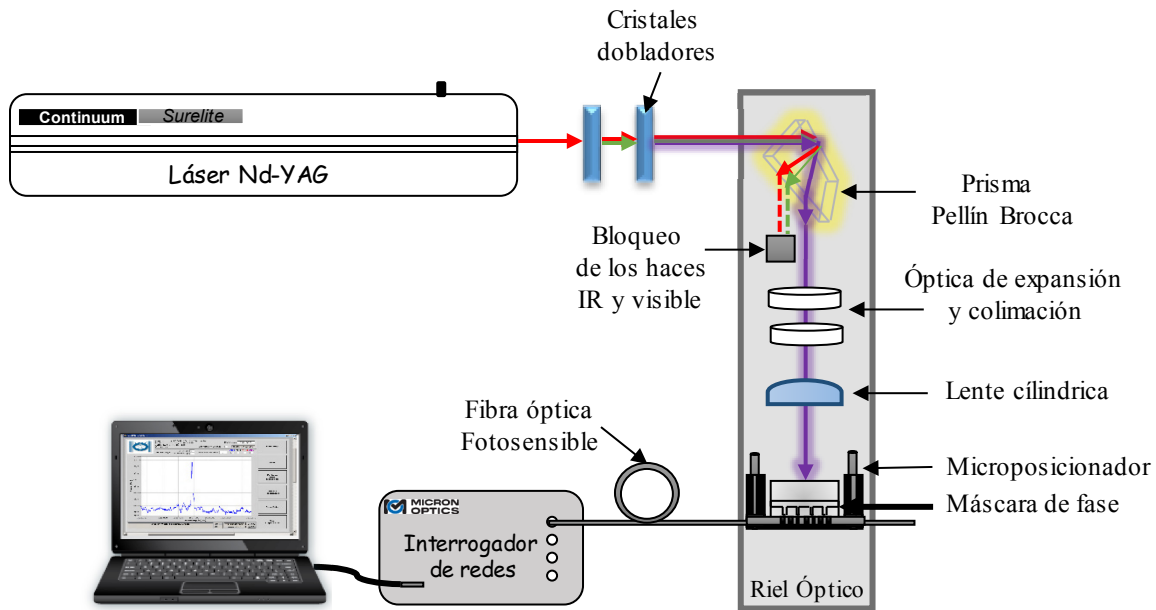 Cristales
dobladores
Continuum Surelite
Láser Nd-YAG
Prisma
Pellín Brocca
Bloqueo
de los haces
IR y visible
Óptica de expansión
y colimación
Lente cílindrica
Fibra óptica
Fotosensible
Microposicionador
Máscara de fase
MICRON
OPTICS
Interrogador
de redes
Riel Óptico